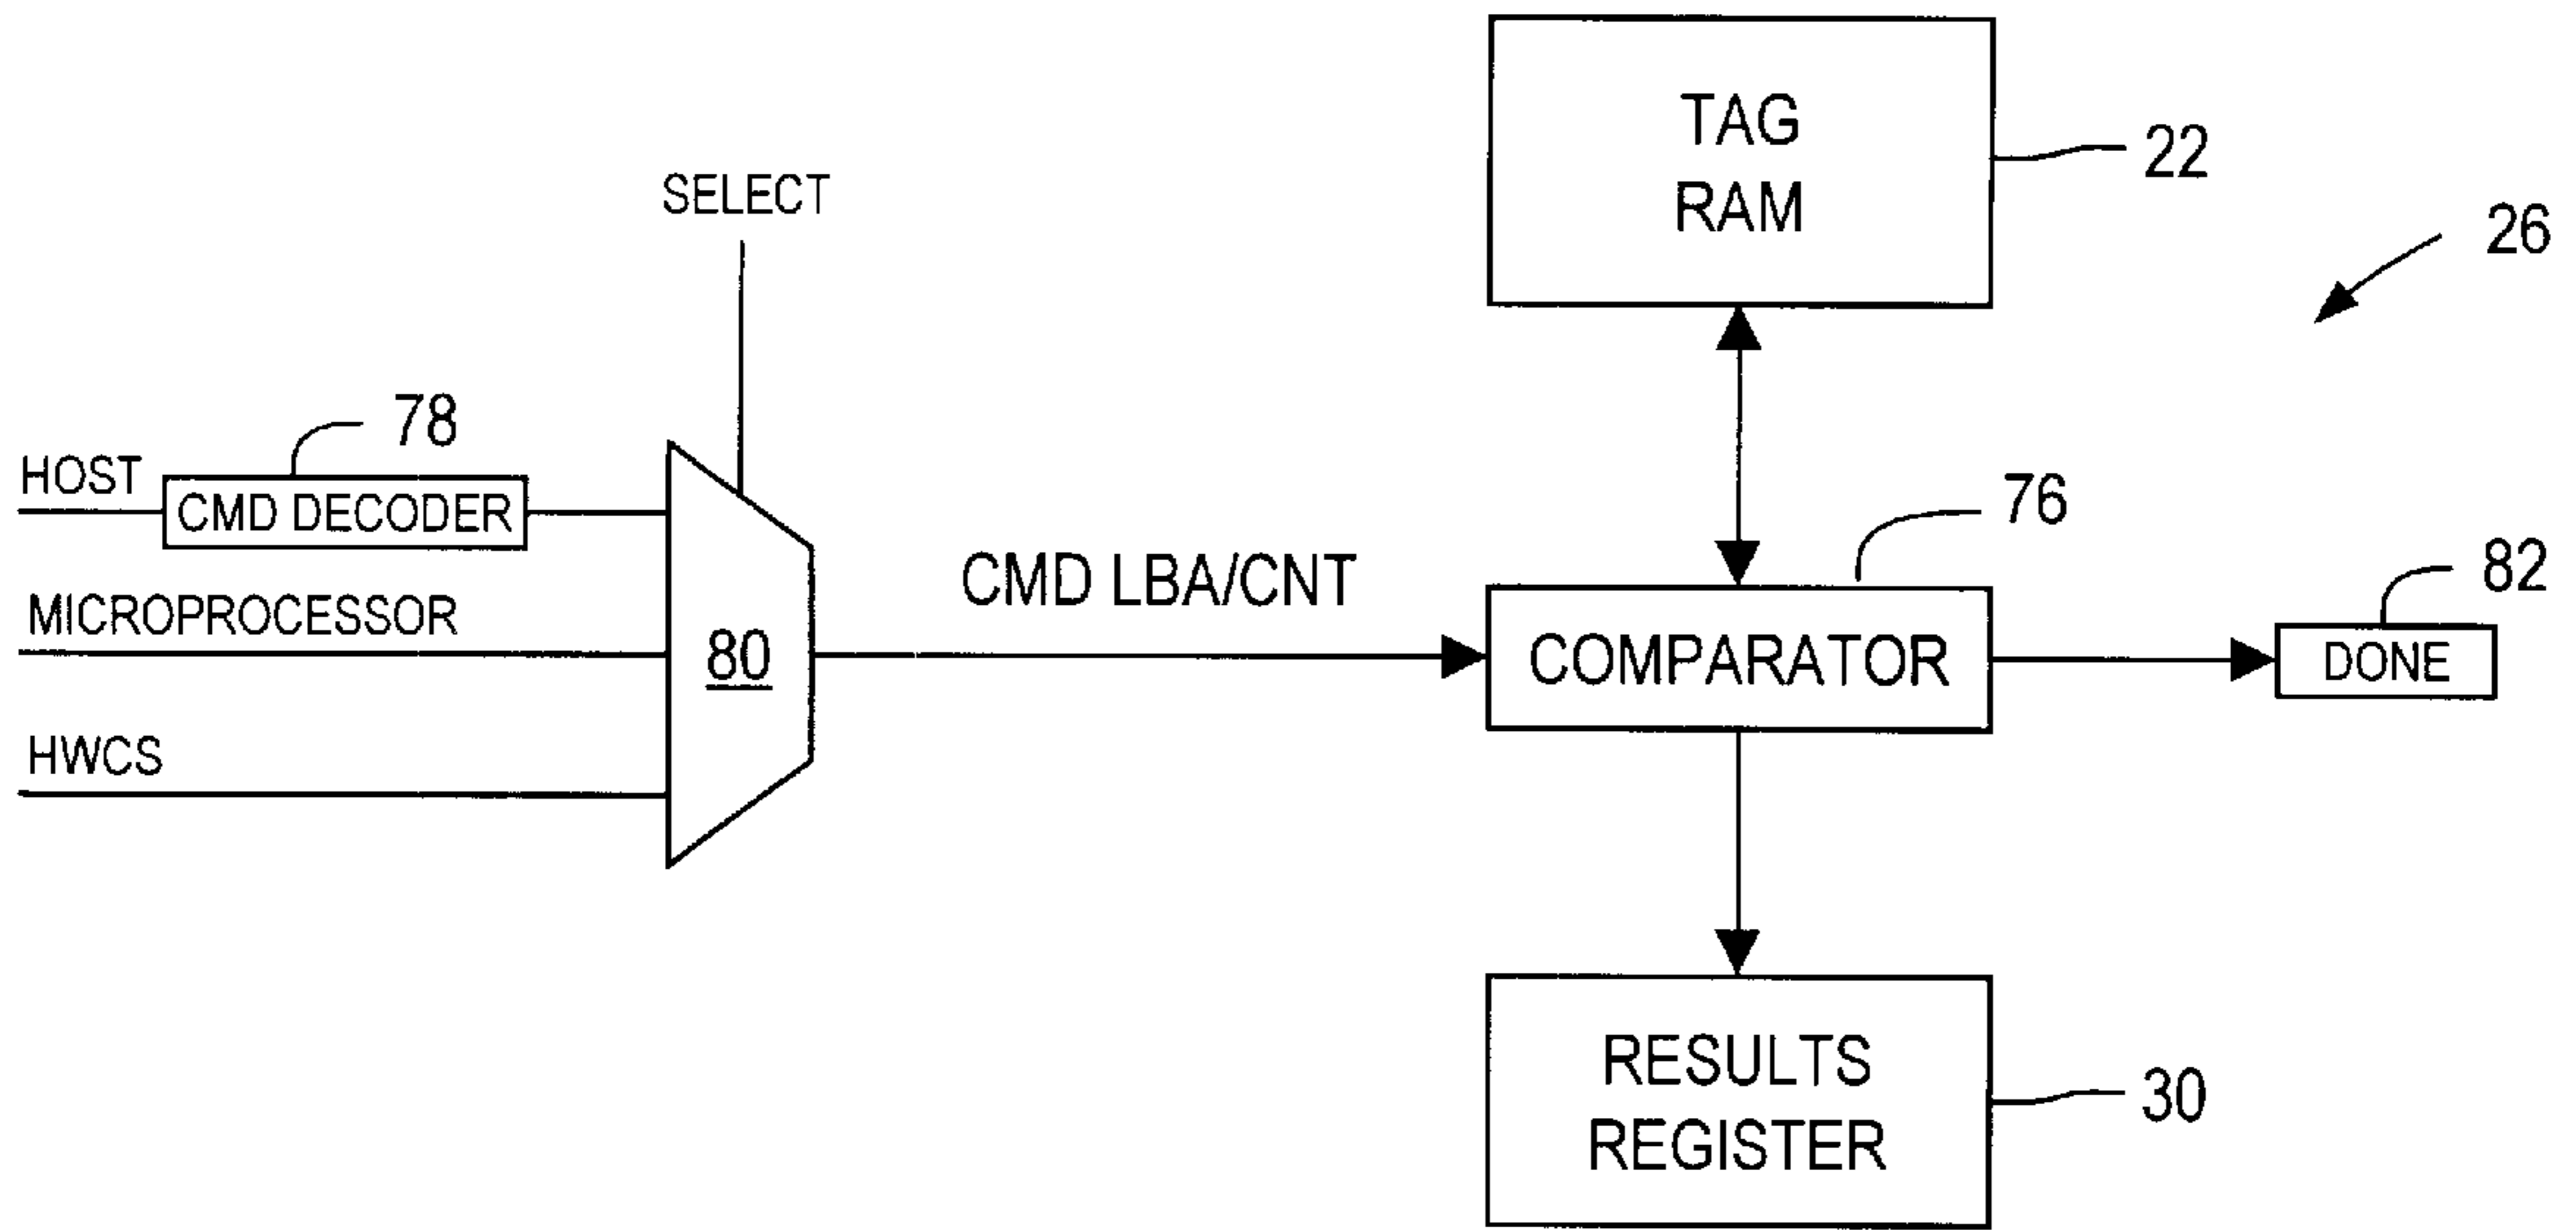 TAG
RAM
22
26
SELECT
78
HOST
CMD DECODER
MICROPROCESSOR
HWCS
80
CMD LBA/CNT
76
COMPARATOR
82
DONE
RESULTS
REGISTER
30